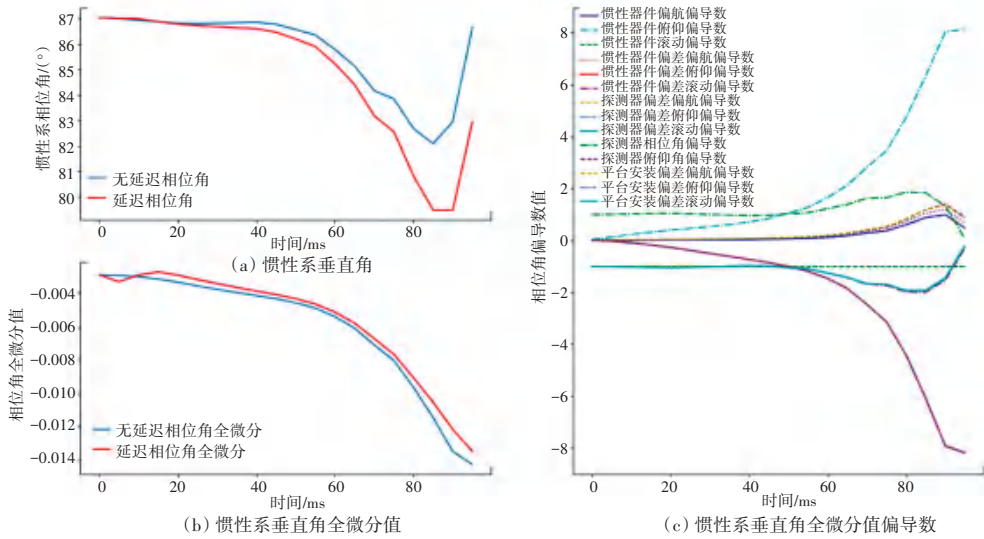 87
86
85
84
83
82
81
80
惯性系相位角/(°)
无延迟相位角
延迟相位角
0
20
40
60
80
时间/ms
(a) 惯性系垂直角
-0.004
-0.006
-0.008
-0.010
-0.012
-0.014
相位角全微分值
无延迟相位角全微分
延迟相位角全微分
0
20
40
60
80
时间/ms
(b) 惯性系垂直角全微分值
8
6
4
2
0
-2
-4
-6
-8
相位角偏导数值
惯性器件偏航偏导数
惯性器件俯仰偏导数
惯性器件滚动偏导数
惯性器件偏差偏航偏导数
惯性器件偏差俯仰偏导数
惯性器件偏差滚动偏导数
探测器偏差偏航偏导数
探测器偏差俯仰偏导数
探测器偏差滚动偏导数
探测器相位角偏导数
探测器俯仰角偏导数
平台安装偏差偏航偏导数
平台安装偏差俯仰偏导数
平台安装偏差滚动偏导数
0
20
40
60
80
时间/ms
(c) 惯性系垂直角全微分值偏导数